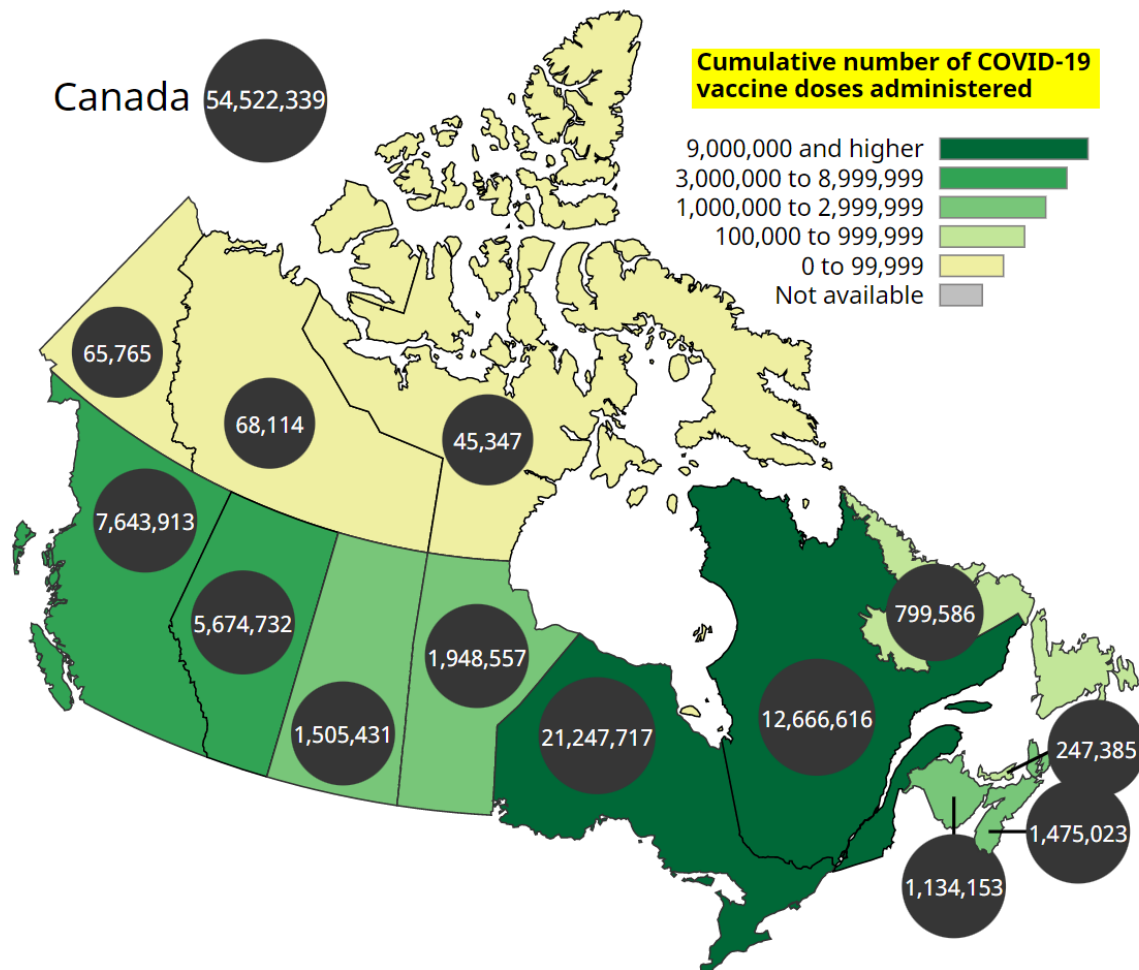 Canada 54,522,339
Cumulative number of COVID-19
vaccine doses administered
9,000,000 and higher
3,000,000 to 8,999,999
1,000,000 to 2,999,999
100,000 to 999,999
0 to 99,999
Not available
65,765
68,114
45,347
7,643,913
5,674,732
1,505,431
1,948,557
21,247,717
12,666,616
799,586
247,385
1,475,023
1,134,153